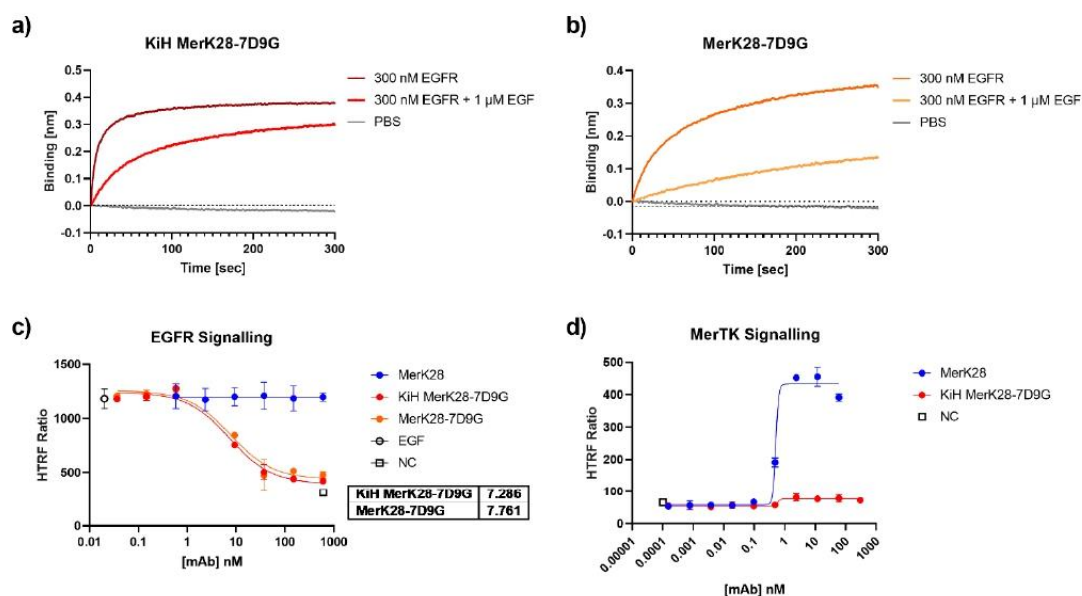 a)
KiH MerK28-7D9G
Binding [nm]
0.5
0.4
0.3
0.2
0.1
0.0
-0.1
0
100
200
300
Time [sec]
300 nM EGFR
300 nM EGFR + 1 µM EGF
PBS
b)
MerK28-7D9G
Binding [nm]
0.4
0.3
0.2
0.1
0.0
-0.1
0
100
200
300
Time [sec]
300 nM EGFR
300 nM EGFR + 1 µM EGF
PBS
c)
EGFR Signalling
HTRF Ratio
1500
1000
500
0
0.01
0.1
1
10
100
1000
[mAb] nM
MerK28
KiH MerK28-7D9G
MerK28-7D9G
EGF
NC
KiH MerK28-7D9G 7.286
MerK28-7D9G 7.761
d)
MerTK Signalling
HTRF Ratio
500
400
300
200
100
0
0.00001
0.0001
0.001
0.01
0.1
1
10
100
1000
[mAb] nM
MerK28
KiH MerK28-7D9G
NC